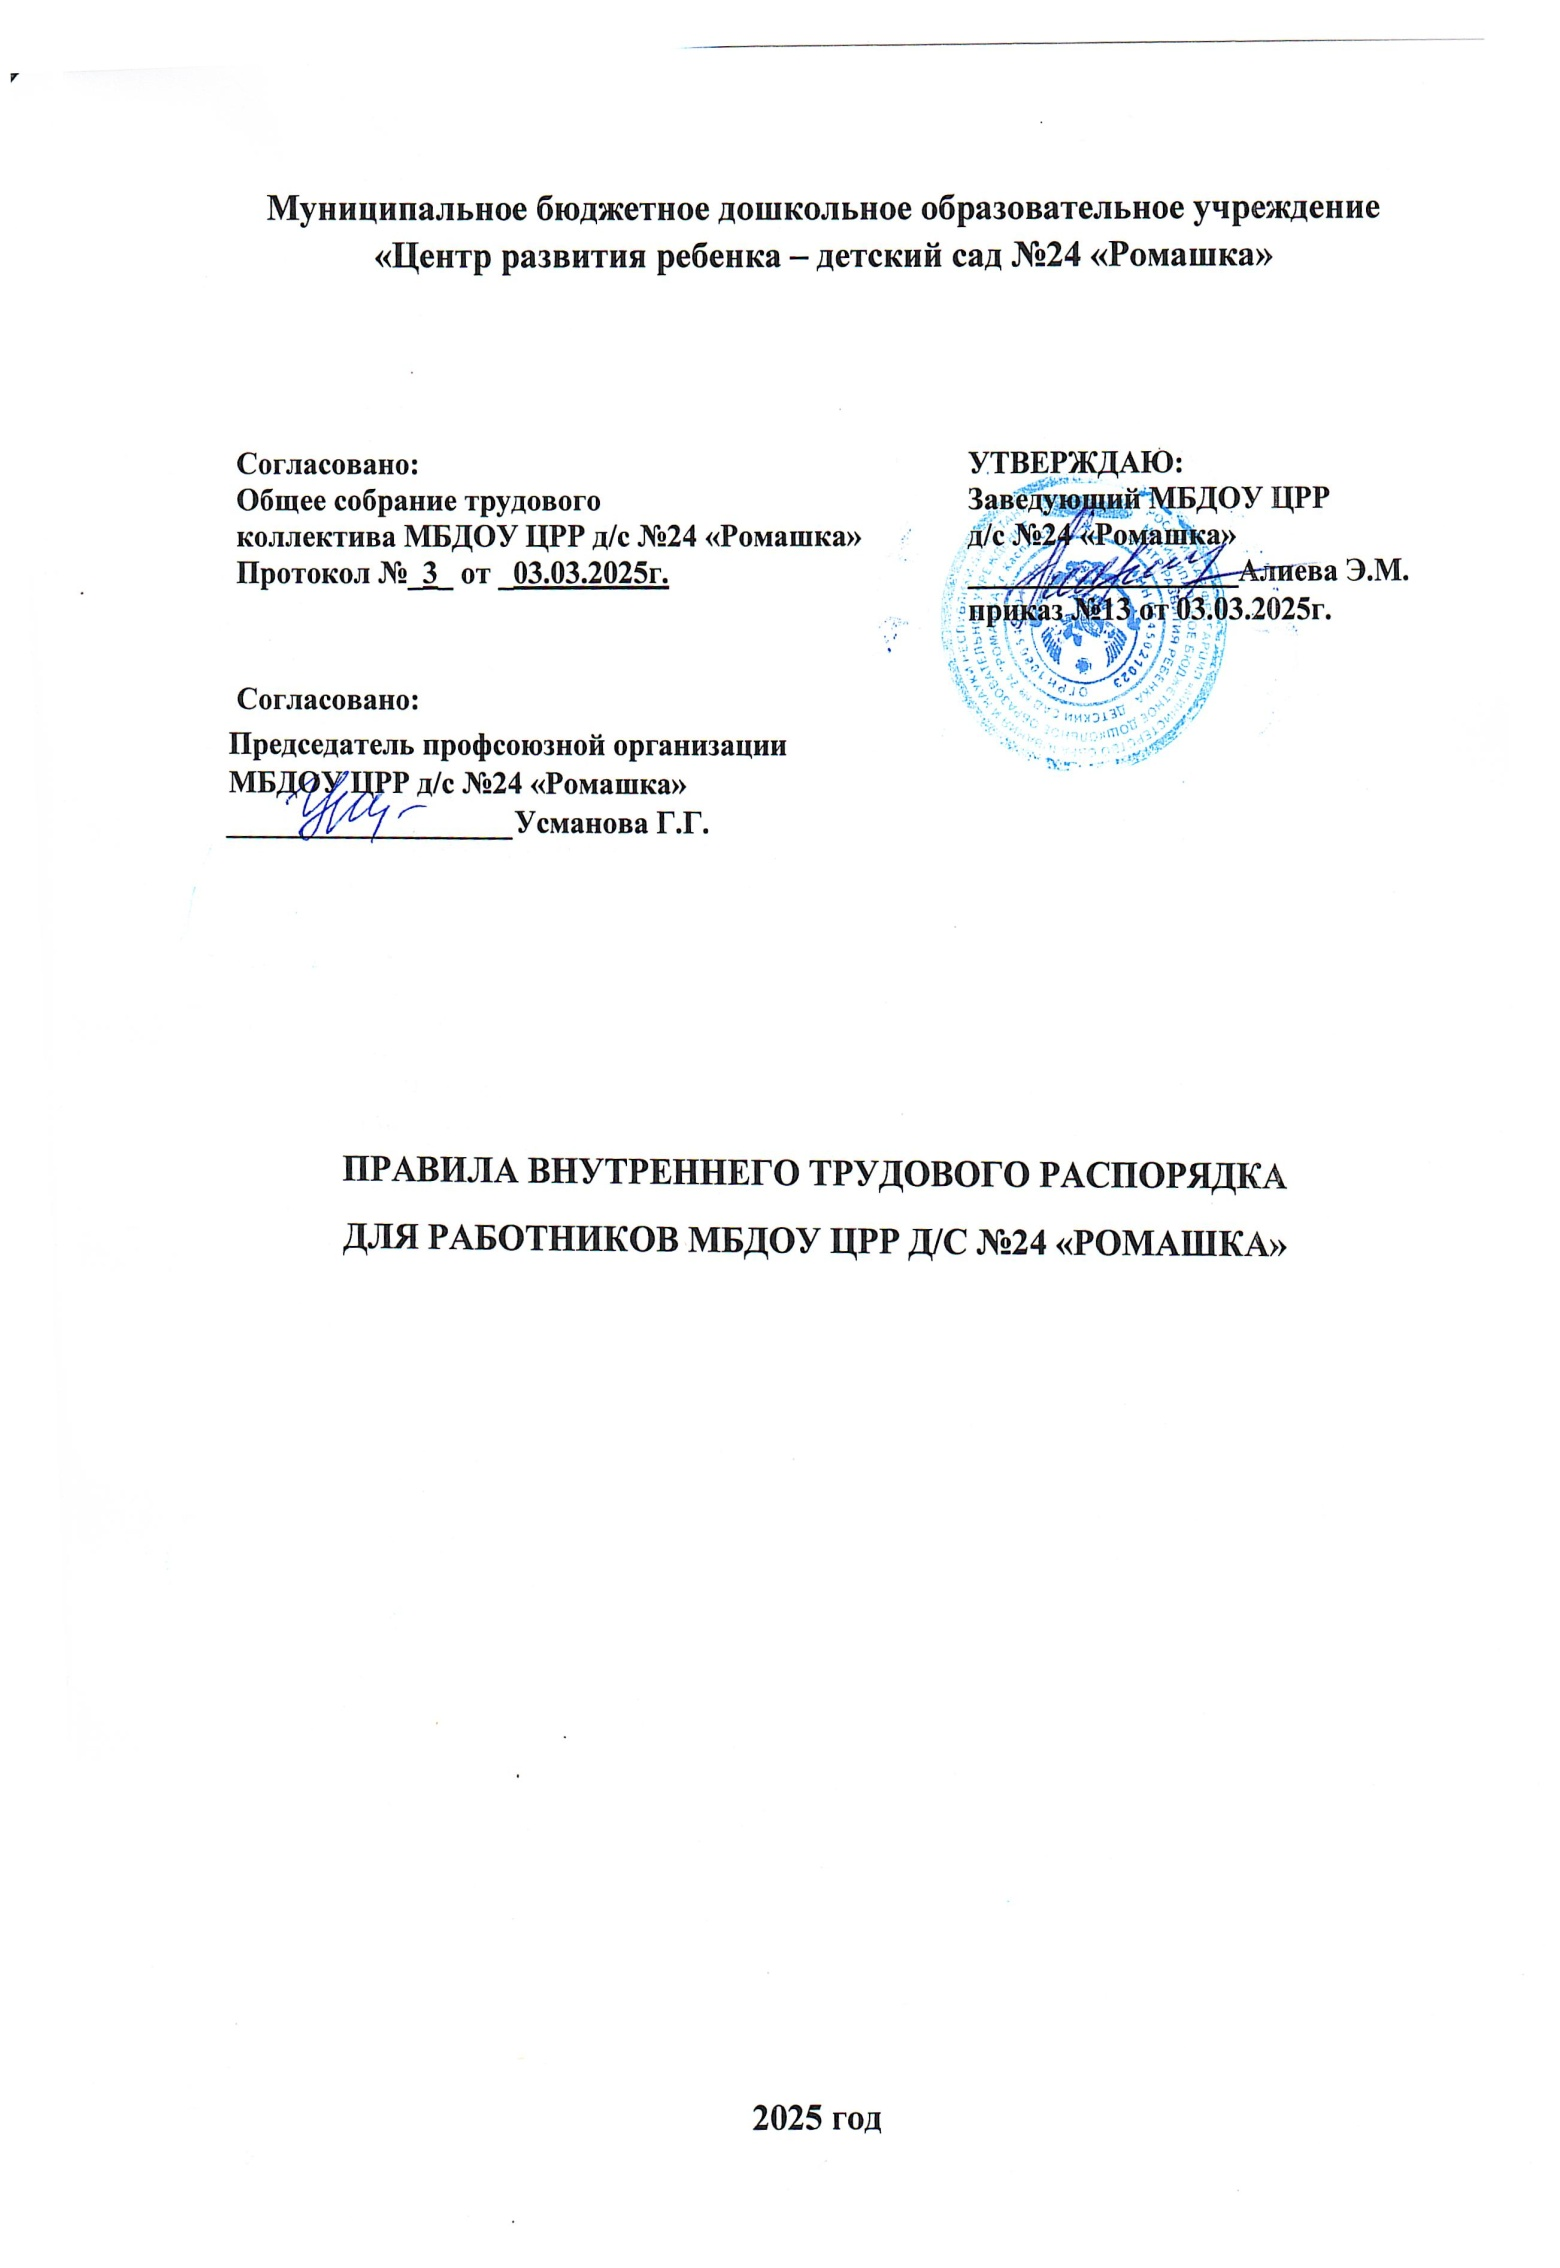 Муниципальное бюджетное дошкольное образовательное учреждение
«Центр развития ребенка – детский сад №24 «Ромашка»
Согласовано:
Общее собрание трудового
коллектива МБДОУ ЦРР д/с №24 «Ромашка»
Протокол №_3_ от _03.03.2025г.
УТВЕРЖДАЮ:
Заведующий МБДОУ ЦРР
д/с №24 «Ромашка»
Алиева Э.М.
приказ №13 от 03.03.2025г.
Согласовано:
Председатель профсоюзной организации
МБДОУ ЦРР д/с №24 «Ромашка»
Усманова Г.Г.
ПРАВИЛА ВНУТРЕННЕГО ТРУДОВОГО РАСПОРЯДКА
ДЛЯ РАБОТНИКОВ МБДОУ ЦРР Д/С №24 «РОМАШКА»
2025 год